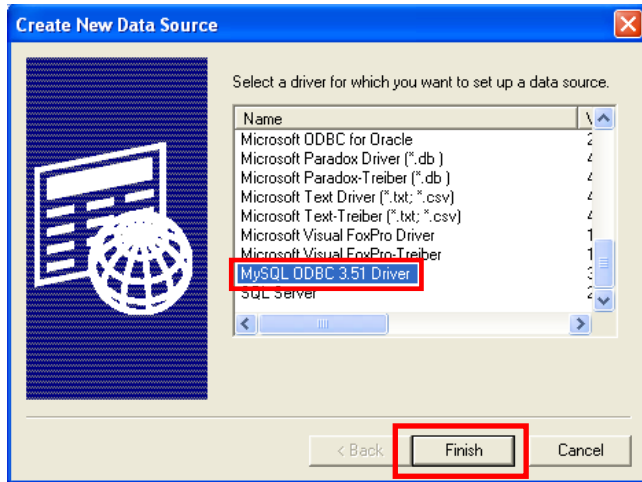 Create New Data Source
Select a driver for which you want to set up a data source.
Name
Microsoft ODBC for Oracle
Microsoft Paradox Driver (*.db )
Microsoft Paradox-Treiber (*.db )
Microsoft Text Driver (*.txt; *.csv)
Microsoft Text-Treiber (*.txt; *.csv)
Microsoft Visual FoxPro Driver
Microsoft Visual FoxPro-Treiber
MySQL ODBC 3.51 Driver
SQL Server
< Back Finish Cancel